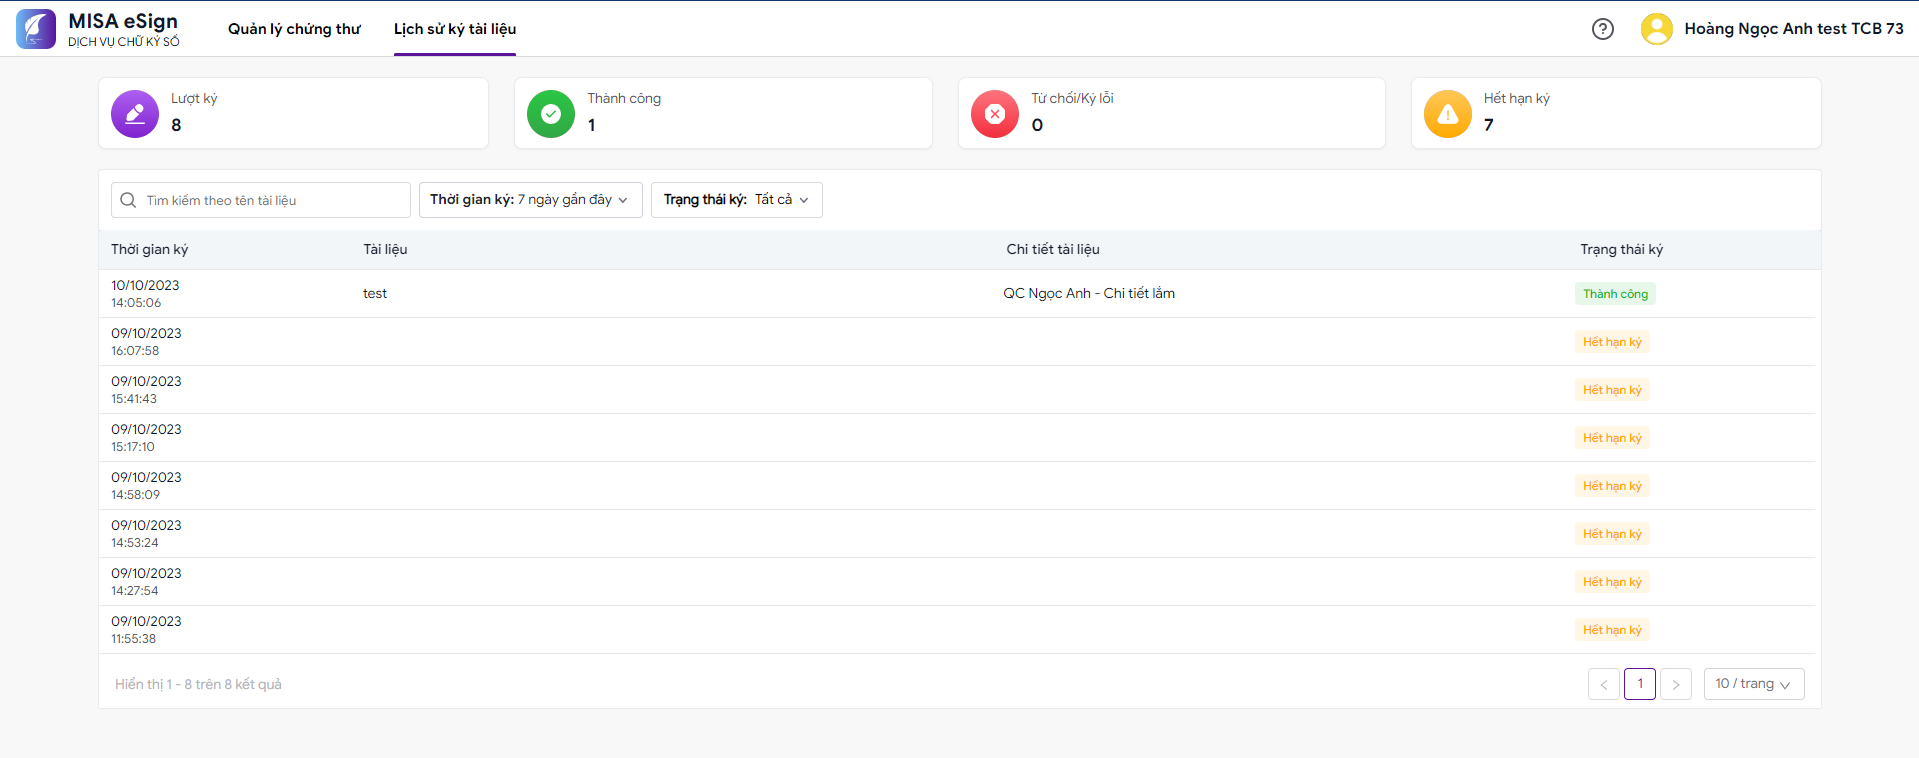 MISA eSign
DỊCH VỤ CHỮ KÝ SỐ
Quản lý chứng thư
Lịch sử ký tài liệu
Hoàng Ngọc Anh test TCB 73
Lượt ký
8
Thành công
1
Từ chối/Ký lỗi
0
Hết hạn ký
7
Tìm kiếm theo tên tài liệu
Thời gian ký: 7 ngày gần đây
Trạng thái ký: Tất cả
Thời gian ký Tài liệu Chi tiết tài liệu Trạng thái ký
10/10/2023
14:05:06
test
QC Ngọc Anh - Chi tiết lắm
Thành công
09/10/2023
16:07:58
Hết hạn ký
09/10/2023
15:41:43
Hết hạn ký
09/10/2023
15:17:10
Hết hạn ký
09/10/2023
14:58:09
Hết hạn ký
09/10/2023
14:53:24
Hết hạn ký
09/10/2023
14:27:54
Hết hạn ký
09/10/2023
11:55:38
Hết hạn ký
Hiển thị 1 - 8 trên 8 kết quả
< 1 >
10 / trang